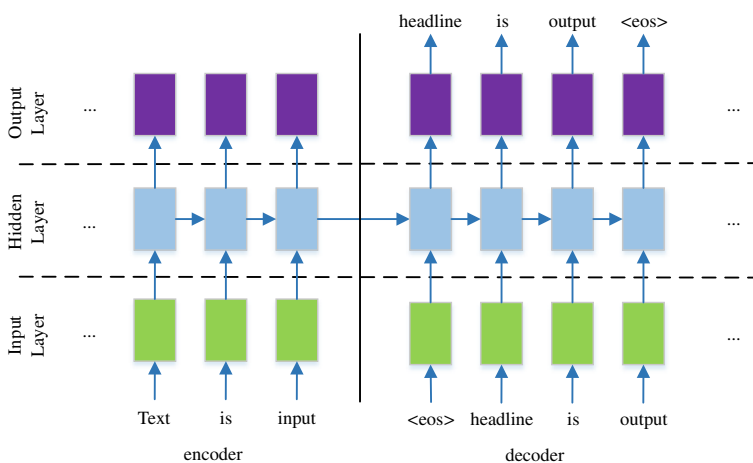 headline is output <eos>
Output Layer ... ...
Hidden Layer ... ...
Input Layer ... ...
Text is input <eos> headline is output
encoder decoder